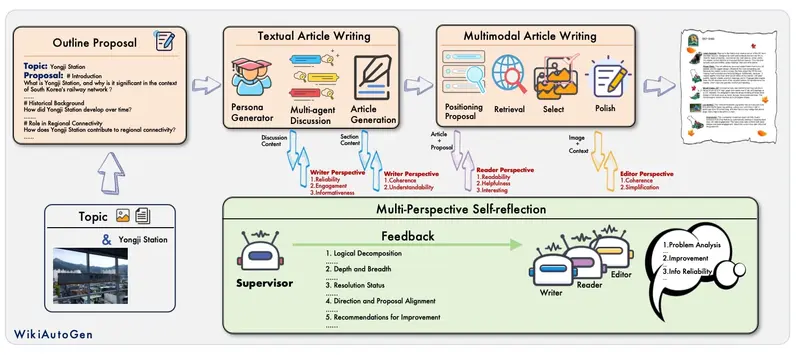 Outline Proposal
Topic: Yongji Station
Proposal: # Introduction
What is Yongji Station, and why is it significant in the context
of South Korea's railway network ?
......
# Historical Background
How did Yongji Station develop over time?
......
# Role in Regional Connectivity
How does Yongji Station contribute to regional connectivity?
......
Textual Article Writing
Persona
Generator
Multi-agent
Discussion
Article
Generation
Multimodal Article Writing
Positioning
Proposal
Retrieval
Select
Polish
Discussion
Content
Section
Content
Article
+
Proposal
Image
+
Context
Writer Perspective
1.Reliability
2.Engagement
3.Informativeness
Writer Perspective
1.Coherence
2.Understandability
Reader Perspective
1.Readability
2.Helpfulness
3.Interesting
Editor Perspective
1.Coherence
2.Simplification
Topic
& Yongji Station
Multi-Perspective Self-reflection
Supervisor
Feedback
1. Logical Decomposition
......
2. Depth and Breadth
......
3. Resolution Status
......
4. Direction and Proposal Alignment
......
5. Recommendations for Improvement
......
Writer
Reader
Editor
1.Problem Analysis
...
2.Improvement
...
3.Info Reliability
...
WikiAutoGen